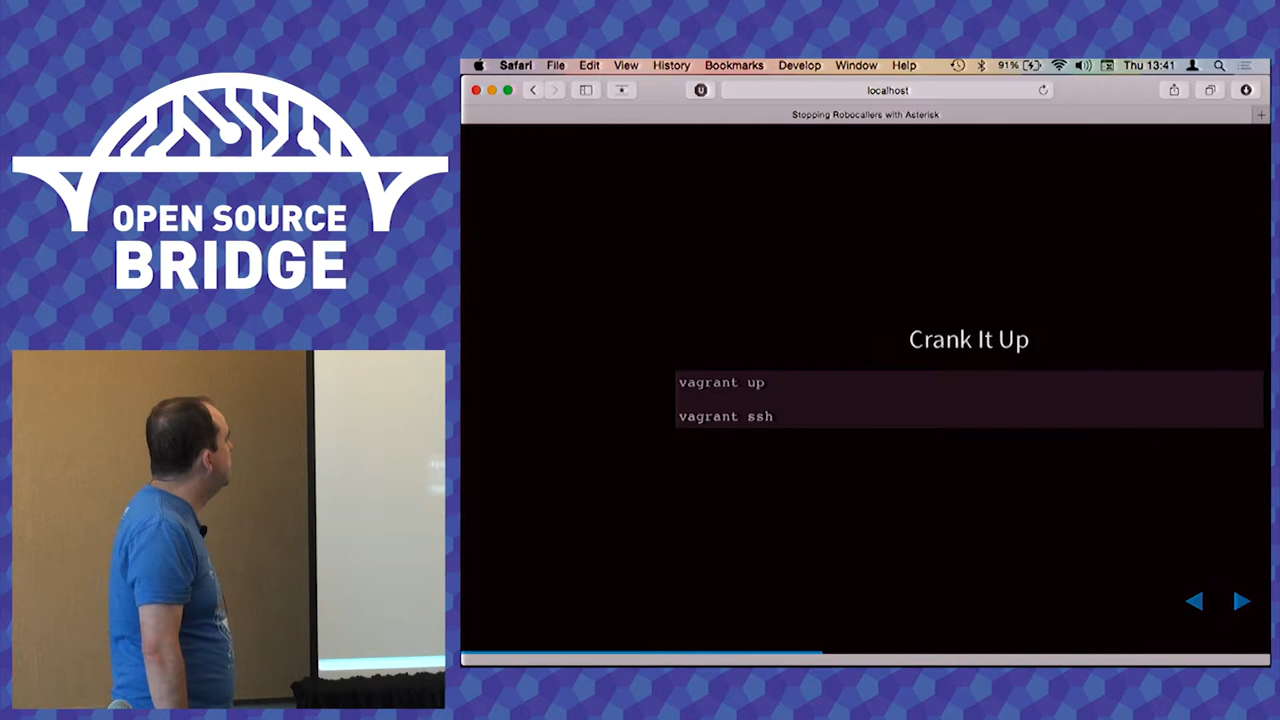 OPEN SOURCE
BRIDGE
Safari File Edit View History Bookmarks Develop Window Help 91% Thu 13:41
localhost
Stopping Robocallers with Asterisk
Crank It Up
vagrant up
vagrant ssh